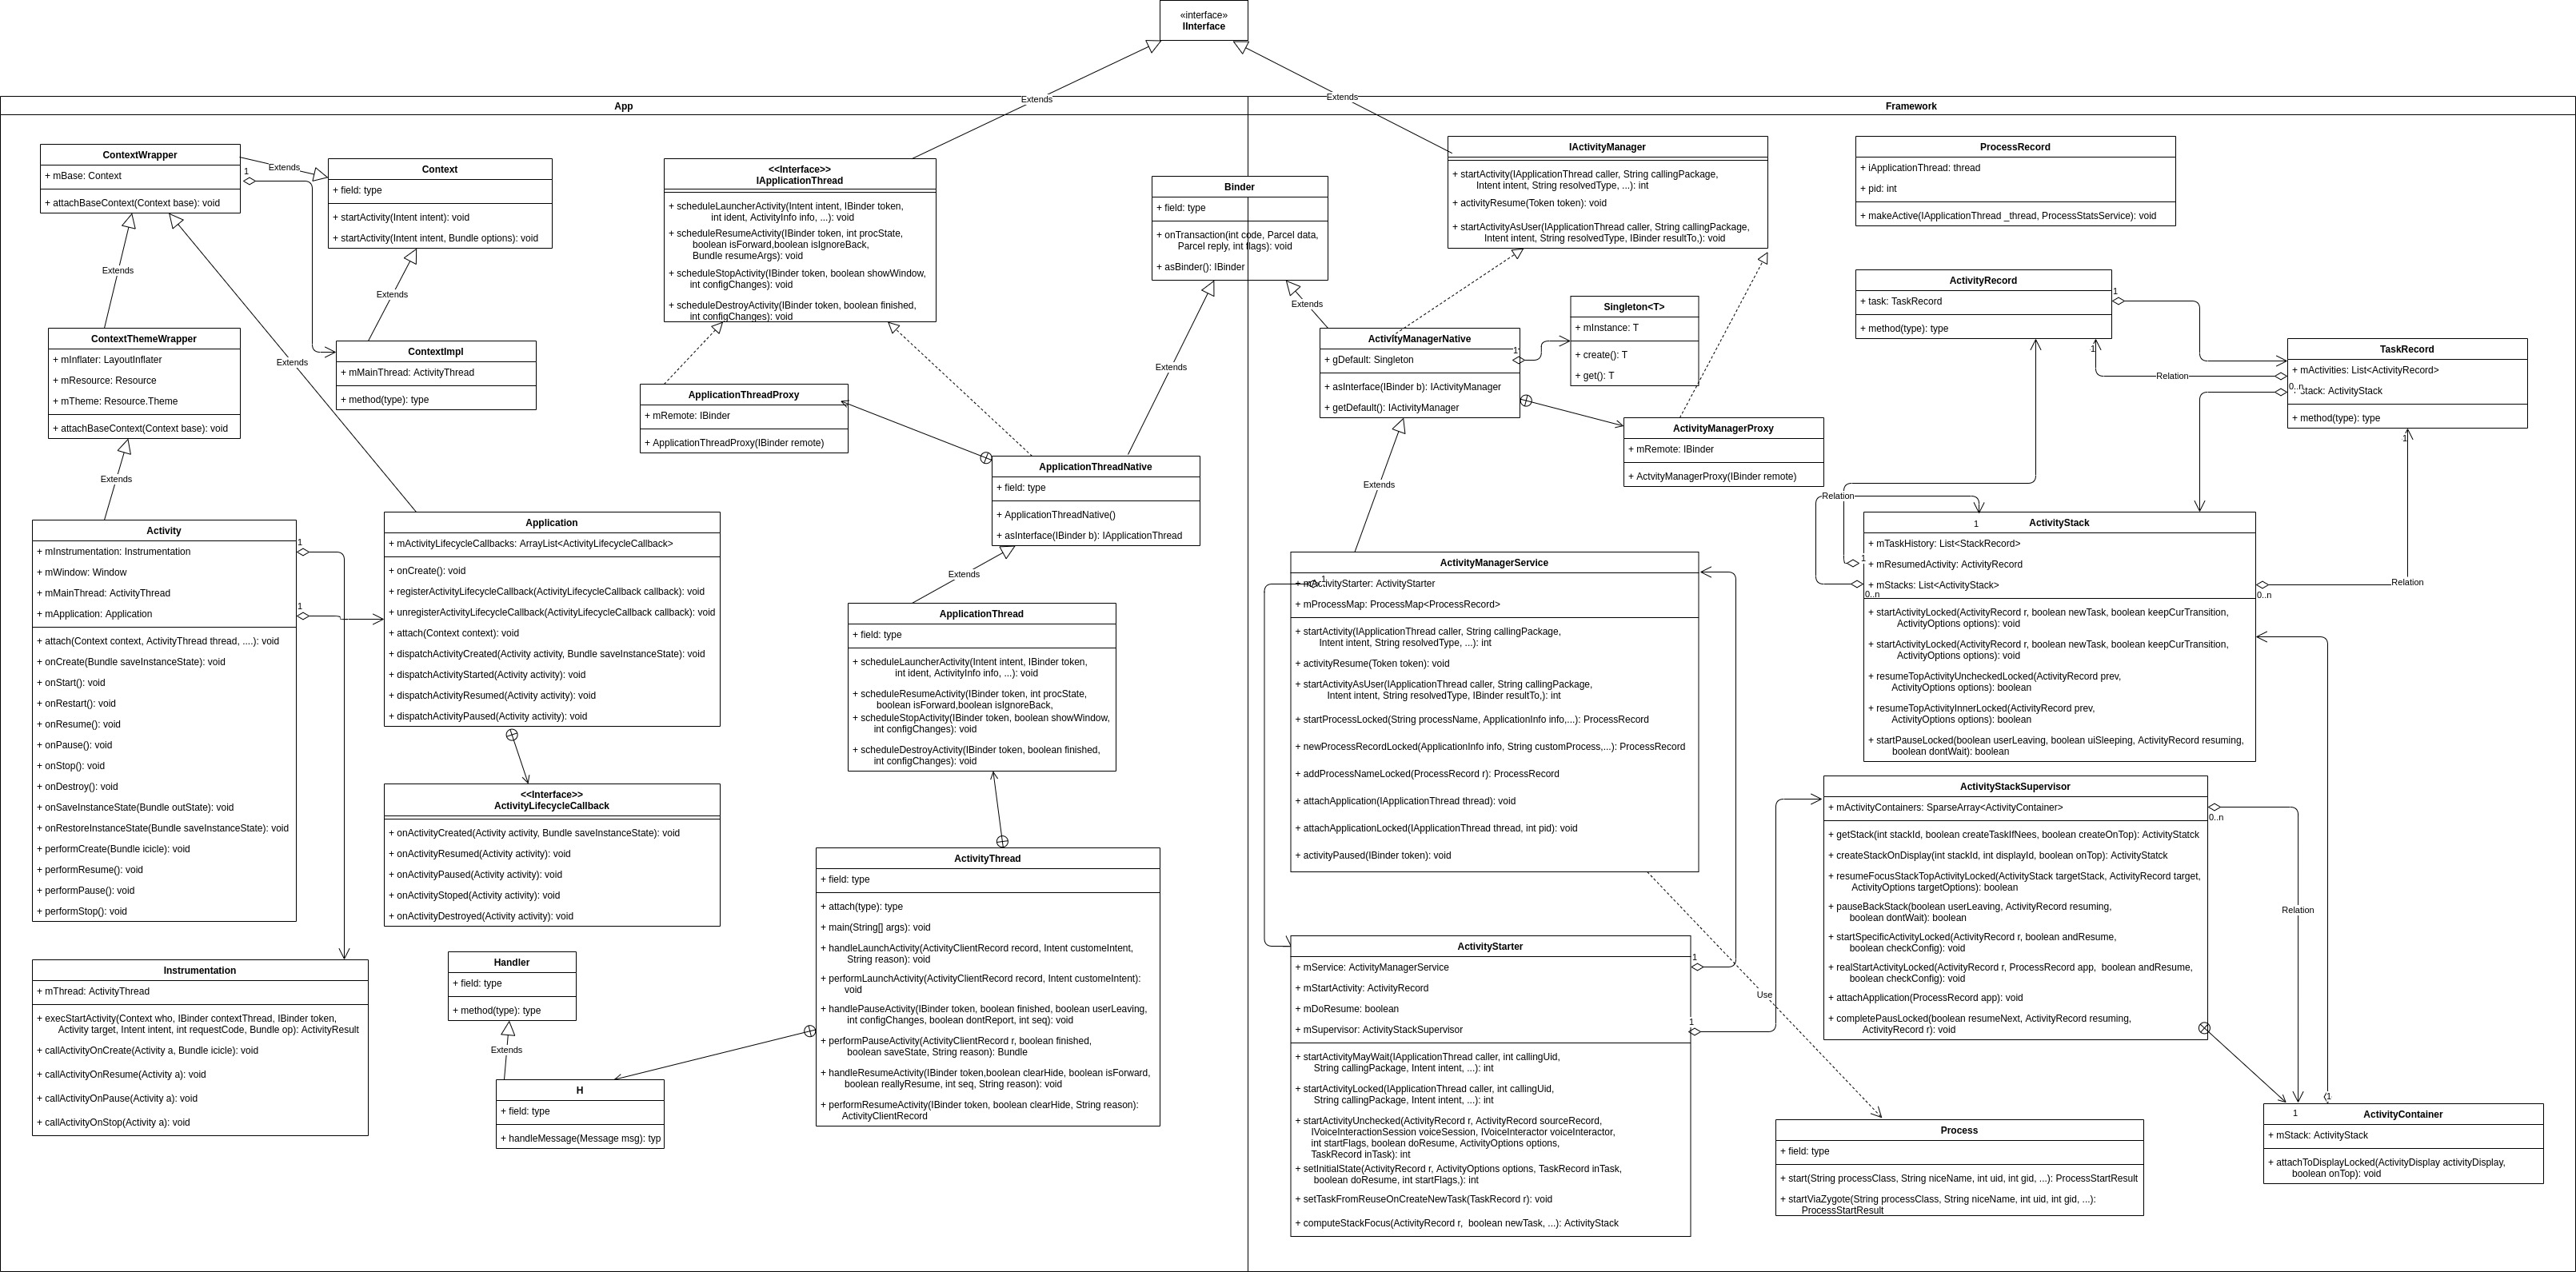 «interface»
IInterface
Extends
Extends
App
Framework
ContextWrapper
+ mBase: Context
+ attachBaseContext(Context base): void
Extends
1
Context
+ field: type
+ startActivity(Intent intent): void
+ startActivity(Intent intent, Bundle options): void
Extends
Extends
Extends
ContextThemeWrapper
+ mInflater: LayoutInflater
+ mResource: Resource
+ mTheme: Resource.Theme
+ attachBaseContext(Context base): void
ContextImpl
+ mMainThread: ActivityThread
+ method(type): type
Extends
Activity
+ mInstrumentation: Instrumentation
+ mWindow: Window
+ mMainThread: ActivityThread
+ mApplication: Application
+ attach(Context context, ActivityThread thread, ....): void
+ onCreate(Bundle saveInstanceState): void
+ onStart(): void
+ onRestart(): void
+ onResume(): void
+ onPause(): void
+ onStop(): void
+ onDestroy(): void
+ onSaveInstanceState(Bundle outState): void
+ onRestoreInstanceState(Bundle saveInstanceState): void
+ performCreate(Bundle icicle): void
+ performResume(): void
+ performPause(): void
+ performStop(): void
1
1
Application
+ mActivityLifecycleCallbacks: ArrayList<ActivityLifecycleCallback>
+ onCreate(): void
+ registerActivityLifecycleCallback(ActivityLifecycleCallback callback): void
+ unregisterActivityLifecycleCallback(ActivityLifecycleCallback callback): void
+ attach(Context context): void
+ dispatchActivityCreated(Activity activity, Bundle saveInstanceState): void
+ dispatchActivityStarted(Activity activity): void
+ dispatchActivityResumed(Activity activity): void
+ dispatchActivityPaused(Activity activity): void
<<Interface>>
ActivityLifecycleCallback
+ onActivityCreated(Activity activity, Bundle saveInstanceState): void
+ onActivityResumed(Activity activity): void
+ onActivityPaused(Activity activity): void
+ onActivityStoped(Activity activity): void
+ onActivityDestroyed(Activity activity): void
Instrumentation
+ mThread: ActivityThread
+ execStartActivity(Context who, IBinder contextThread, IBinder token,
Activity target, Intent intent, int requestCode, Bundle op): ActivityResult
+ callActivityOnCreate(Activity a, Bundle icicle): void
+ callActivityOnResume(Activity a): void
+ callActivityOnPause(Activity a): void
+ callActivityOnStop(Activity a): void
Handler
+ field: type
+ method(type): type
Extends
H
+ field: type
+ handleMessage(Message msg): typ
<<Interface>>
IApplicationThread
+ scheduleLauncherActivity(Intent intent, IBinder token,
int ident, ActivityInfo info, ...): void
+ scheduleResumeActivity(IBinder token, int procState,
boolean isForward,boolean isIgnoreBack,
Bundle resumeArgs): void
+ scheduleStopActivity(IBinder token, boolean showWindow,
int configChanges): void
+ scheduleDestroyActivity(IBinder token, boolean finished,
int configChanges): void
ApplicationThreadProxy
+ mRemote: IBinder
+ ApplicationThreadProxy(IBinder remote)
ApplicationThreadNative
+ field: type
+ ApplicationThreadNative()
+ asInterface(IBinder b): IApplicationThread
Extends
Extends
ApplicationThread
+ field: type
+ scheduleLauncherActivity(Intent intent, IBinder token,
int ident, ActivityInfo info, ...): void
+ scheduleResumeActivity(IBinder token, int procState,
boolean isForward,boolean isIgnoreBack,
+ scheduleStopActivity(IBinder token, boolean showWindow,
int configChanges): void
+ scheduleDestroyActivity(IBinder token, boolean finished,
int configChanges): void
ActivityThread
+ field: type
+ attach(type): type
+ main(String[] args): void
+ handleLaunchActivity(ActivityClientRecord record, Intent customeIntent,
String reason): void
+ performLaunchActivity(ActivityClientRecord record, Intent customeIntent):
void
+ handlePauseActivity(IBinder token, boolean finished, boolean userLeaving,
int configChanges, boolean dontReport, int seq): void
+ performPauseActivity(ActivityClientRecord r, boolean finished,
boolean saveState, String reason): Bundle
+ handleResumeActivity(IBinder token,boolean clearHide, boolean isForward,
boolean reallyResume, int seq, String reason): void
+ performResumeActivity(IBinder token, boolean clearHide, String reason):
ActivityClientRecord
Binder
+ field: type
+ onTransaction(int code, Parcel data,
Parcel reply, int flags): void
+ asBinder(): IBinder
Extends
IActivityManager
+ startActivity(IApplicationThread caller, String callingPackage,
Intent intent, String resolvedType, ...): int
+ activityResume(Token token): void
+ startActivityAsUser(IApplicationThread caller, String callingPackage,
Intent intent, String resolvedType, IBinder resultTo,): void
ActivityManagerNative
+ gDefault: Singleton
+ asInterface(IBinder b): IActivityManager
+ getDefault(): IActivityManager
1
Singleton<T>
+ mInstance: T
+ create(): T
+ get(): T
ActivityManagerProxy
+ mRemote: IBinder
+ ActvityManagerProxy(IBinder remote)
Extends
ActivityManagerService
+ mActivityStarter: ActivityStarter
1
+ mProcessMap: ProcessMap<ProcessRecord>
+ startActivity(IApplicationThread caller, String callingPackage,
Intent intent, String resolvedType, ...): int
+ activityResume(Token token): void
+ startActivityAsUser(IApplicationThread caller, String callingPackage,
Intent intent, String resolvedType, IBinder resultTo,): int
+ startProcessLocked(String processName, ApplicationInfo info,...): ProcessRecord
+ newProcessRecordLocked(ApplicationInfo info, String customProcess,...): ProcessRecord
+ addProcessNameLocked(ProcessRecord r): ProcessRecord
+ attachApplication(IApplicationThread thread): void
+ attachApplicationLocked(IApplicationThread thread, int pid): void
+ activityPaused(IBinder token): void
ActivityStarter
+ mService: ActivityManagerService
+ mStartActivity: ActivityRecord
+ mDoResume: boolean
+ mSupervisor: ActivityStackSupervisor
+ startActivityMayWait(IApplicationThread caller, int callingUid,
String callingPackage, Intent intent, ...): int
+ startActivityLocked(IApplicationThread caller, int callingUid,
String callingPackage, Intent intent, ...): int
+ startActivityUnchecked(ActivityRecord r, ActivityRecord sourceRecord,
IVoiceInteractionSession voiceSession, IVoiceInteractor voiceInteractor,
int startFlags, boolean doResume, ActivityOptions options,
TaskRecord inTask): int
+ setInitialState(ActivityRecord r, ActivityOptions options, TaskRecord inTask,
boolean doResume, int startFlags,): int
+ setTaskFromReuseOnCreateNewTask(TaskRecord r): void
+ computeStackFocus(ActivityRecord r, boolean newTask, ...): ActivityStack
1
1
Use
ProcessRecord
+ iApplicationThread: thread
+ pid: int
+ makeActive(IApplicationThread _thread, ProcessStatsService): void
ActivityRecord
+ task: TaskRecord
+ method(type): type
1
1
Relation
TaskRecord
+ mActivities: List<ActivityRecord>
0..n
stack: ActivityStack
+ method(type): type
1
Relation
1
ActivityStack
+ mTaskHistory: List<StackRecord>
1
+ mResumedActivity: ActivityRecord
+ mStacks: List<ActivityStack>
0..n
0..n
Relation
+ startActivityLocked(ActivityRecord r, boolean newTask, boolean keepCurTransition,
ActivityOptions options): void
+ startActivityLocked(ActivityRecord r, boolean newTask, boolean keepCurTransition,
ActivityOptions options): void
+ resumeTopActivityUncheckedLocked(ActivityRecord prev,
ActivityOptions options): boolean
+ resumeTopActivityInnerLocked(ActivityRecord prev,
ActivityOptions options): boolean
+ startPauseLocked(boolean userLeaving, boolean uiSleeping, ActivityRecord resuming,
boolean dontWait): boolean
ActivityStackSupervisor
+ mActivityContainers: SparseArray<ActivityContainer>
0..n
+ getStack(int stackId, boolean createTaskIfNees, boolean createOnTop): ActivityStatck
+ createStackOnDisplay(int stackId, int displayId, boolean onTop): ActivityStatck
+ resumeFocusStackTopActivityLocked(ActivityStack targetStack, ActivityRecord target,
ActivityOptions targetOptions): boolean
+ pauseBackStack(boolean userLeaving, ActivityRecord resuming,
boolean dontWait): boolean
+ startSpecificActivityLocked(ActivityRecord r, boolean andResume,
boolean checkConfig): void
+ realStartActivityLocked(ActivityRecord r, ProcessRecord app, boolean andResume,
boolean checkConfig): void
+ attachApplication(ProcessRecord app): void
+ completePausLocked(boolean resumeNext, ActivityRecord resuming,
ActivityRecord r): void
Relation
1
1
Process
+ field: type
+ start(String processClass, String niceName, int uid, int gid, ...): ProcessStartResult
+ startViaZygote(String processClass, String niceName, int uid, int gid, ...):
ProcessStartResult
ActivityContainer
+ mStack: ActivityStack
+ attachToDisplayLocked(ActivityDisplay activityDisplay,
boolean onTop): void